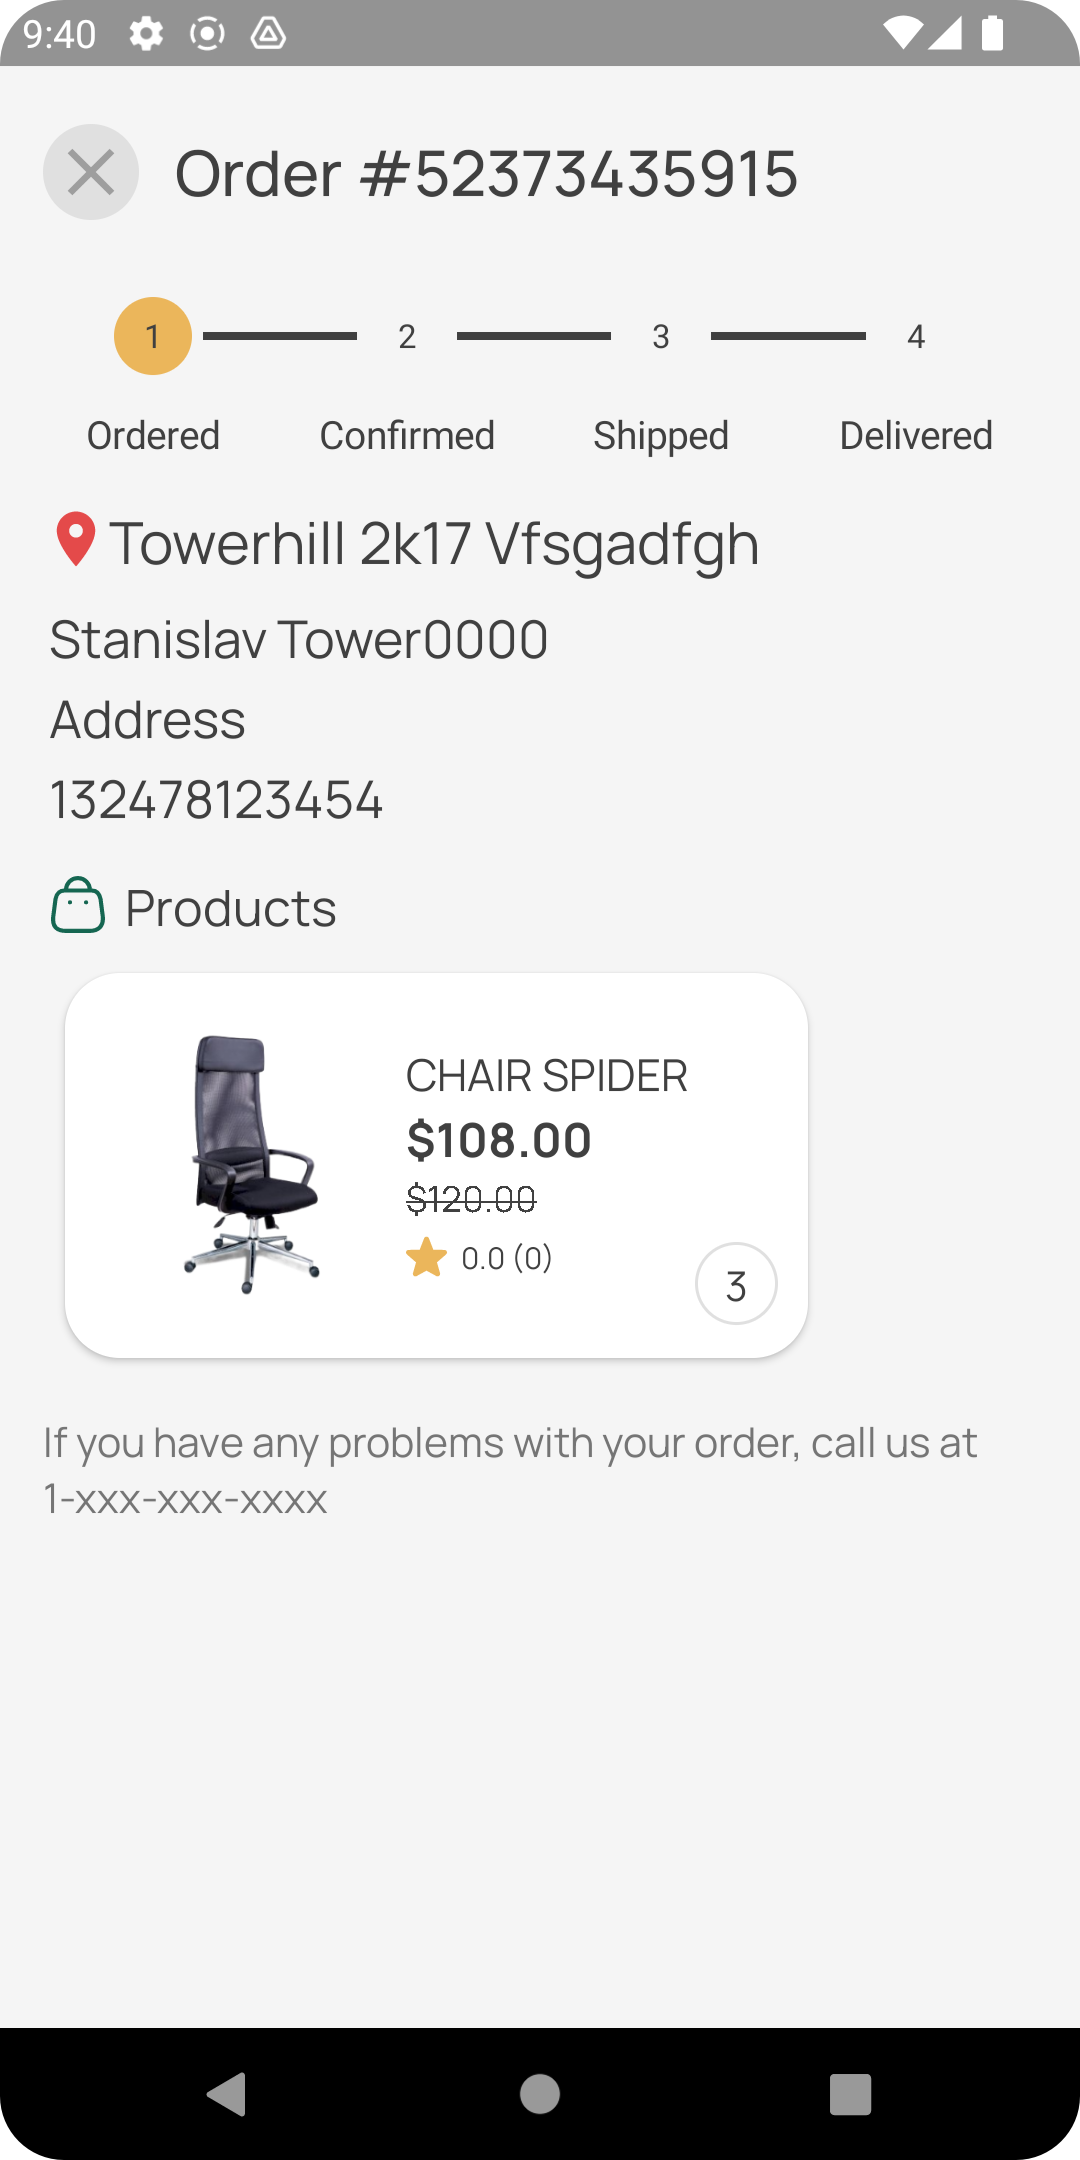 9:40
Order #52373435915
1 2 3 4
Ordered Confirmed Shipped Delivered
Towerhill 2k17 Vfsgadfgh
Stanislav Tower0000
Address
132478123454
Products
CHAIR SPIDER
$108.00
$120.00
0.0 (0)
3
If you have any problems with your order, call us at
1-xxx-xxx-xxxx